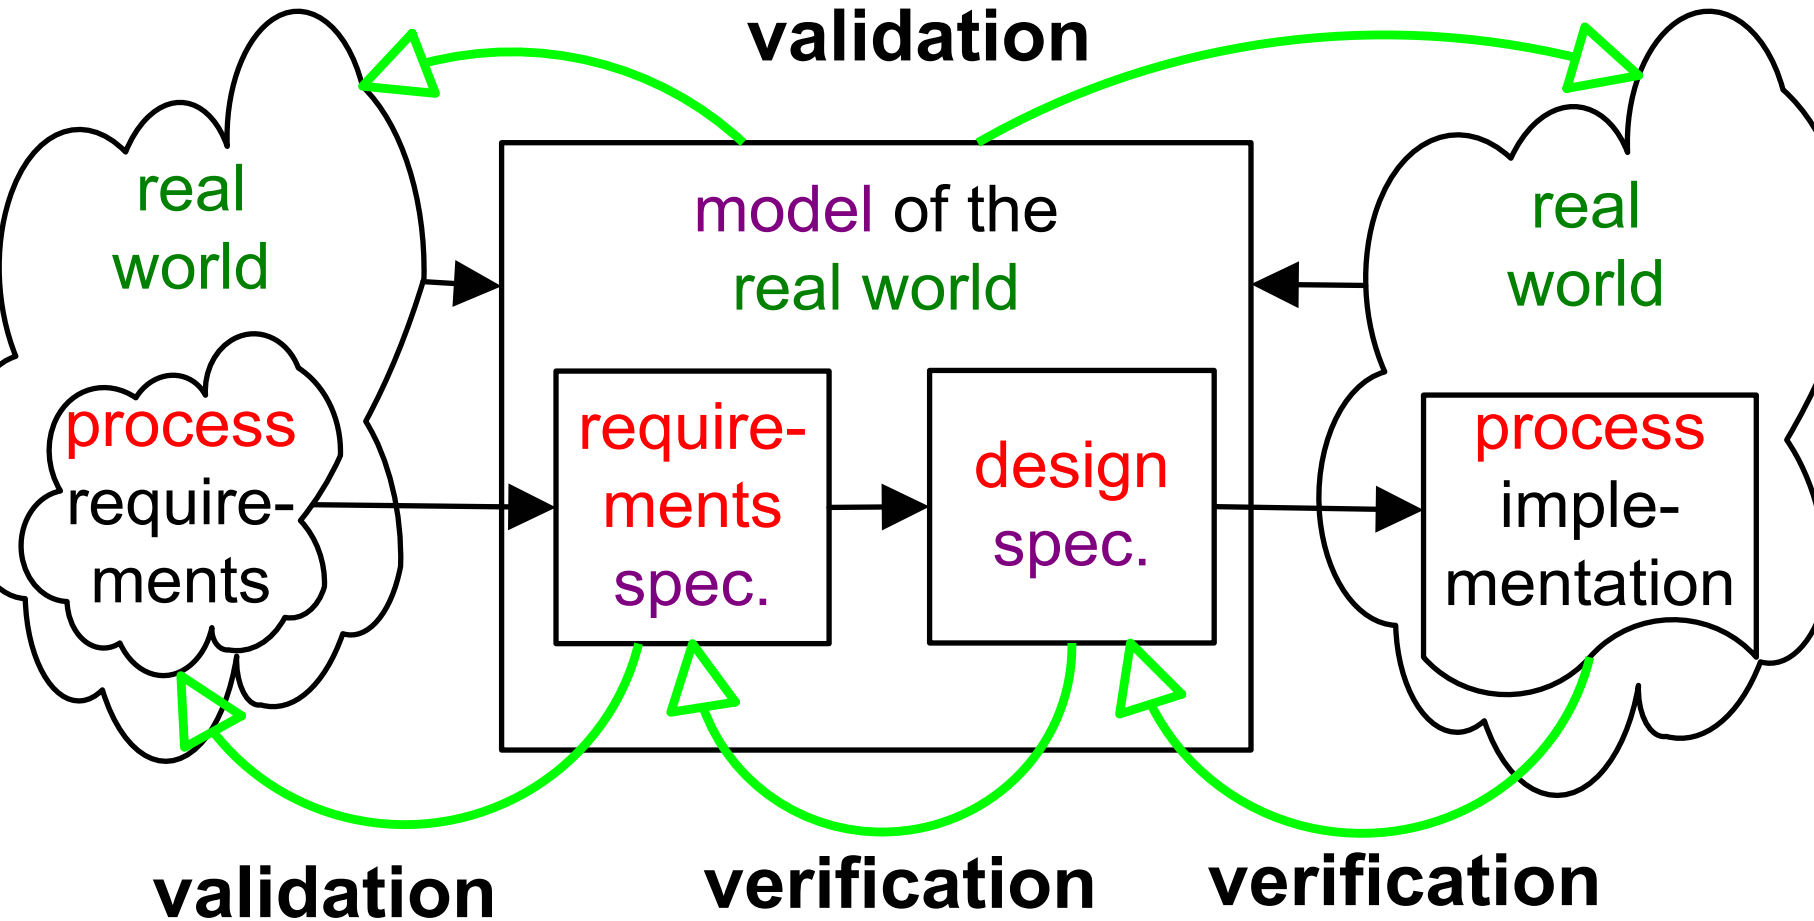 validation
real
world
process
require-
ments
model of the
real world
require-
ments
spec.
design
spec.
real
world
process
imple-
mentation
validation
verification
verification